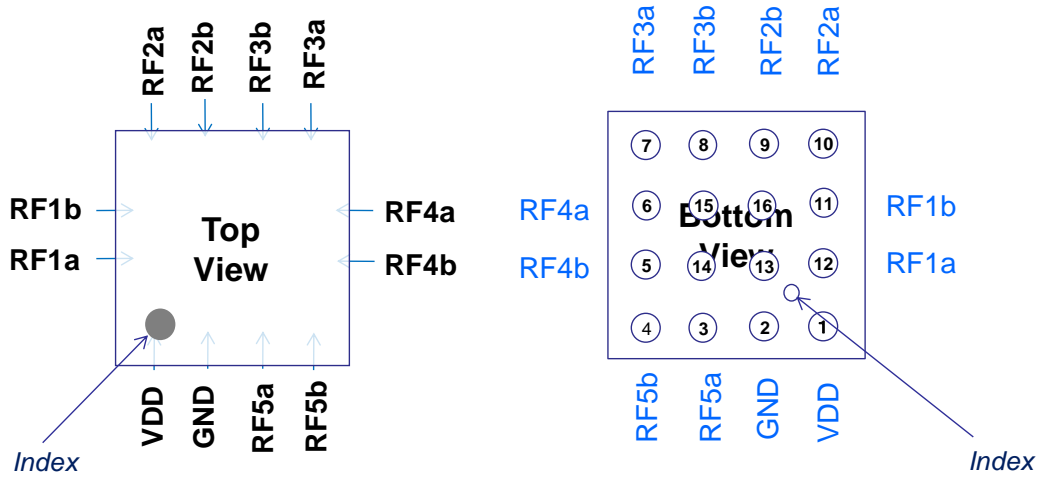 RF2a
RF2b
RF3b
RF3a
RF1b
RF1a
Top
View
RF4a
RF4b
VDD
GND
RF5a
RF5b
Index
RF3a
RF3b
RF2b
RF2a
7 8 9 10
RF4a
6 15 16 11
RF1b
Bottom
View
RF4b
5 14 13 12
RF1a
4 3 2 1
RF5b
RF5a
GND
VDD
Index